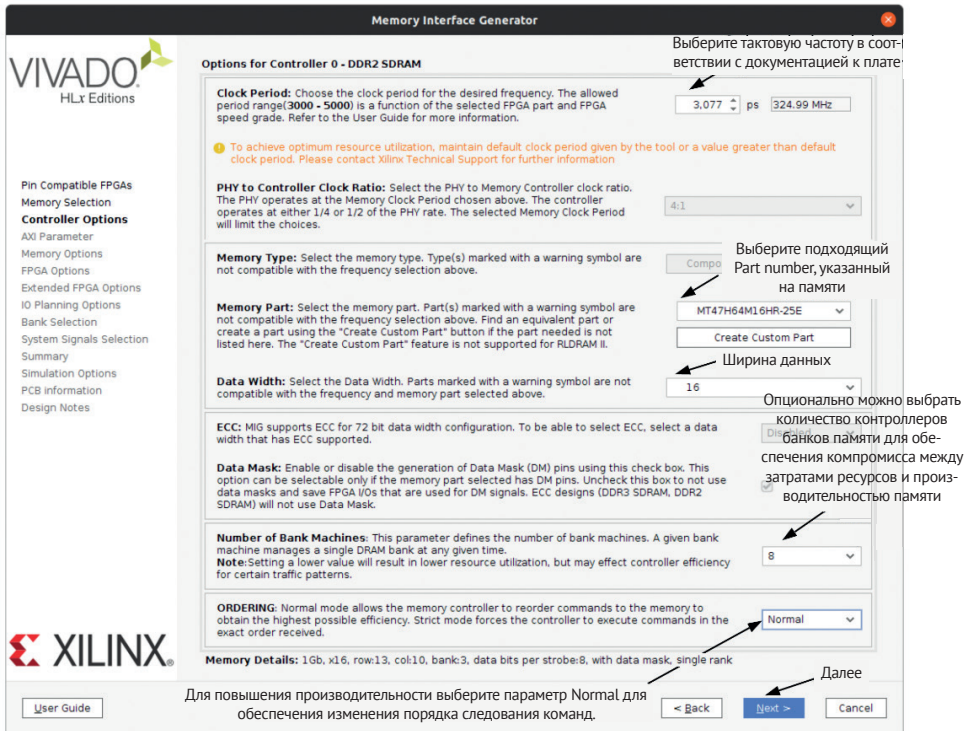 Memory Interface Generator
VIVADO
HLx Editions
Выберите тактовую частоту в соот-
ветствии с документацией к плате
Options for Controller 0 - DDR2 SDRAM
Clock Period: Choose the clock period for the desired frequency. The allowed
period range(3000 - 5000) is a function of the selected FPGA part and FPGA
speed grade. Refer to the User Guide for more information.
3,077 ps 324.99 MHz
To achieve optimum resource utilization, maintain default clock period given by the tool or a value greater than default
clock period. Please contact Xilinx Technical Support for further information
PHY to Controller Clock Ratio: Select the PHY to Memory Controller clock ratio.
The PHY operates at the Memory Clock Period chosen above. The controller
operates at either 1/4 or 1/2 of the PHY rate. The selected Memory Clock Period
will limit the choices.
4:1
Pin Compatible FPGAs
Memory Selection
Controller Options
AXI Parameter
Memory Options
FPGA Options
Extended FPGA Options
IO Planning Options
Bank Selection
System Signals Selection
Summary
Simulation Options
PCB information
Design Notes
Выберите подходящий
Part number, указанный
на памяти
Memory Type: Select the memory type. Type(s) marked with a warning symbol are
not compatible with the frequency selection above.
Compo
Memory Part: Select the memory part. Part(s) marked with a warning symbol are
not compatible with the frequency selection above. Find an equivalent part or
create a part using the "Create Custom Part" button if the part needed is not
listed here. The "Create Custom Part" feature is not supported for RLDRAM II.
MT47H64M16HR-25E
Create Custom Part
Ширина данных
Data Width: Select the Data Width. Parts marked with a warning symbol are not
compatible with the frequency and memory part selected above.
16
Опционально можно выбрать
количество контроллеров
банков памяти для обе-
спечения компромисса между
затратами ресурсов и произ-
водительностью памяти
ECC: MIG supports ECC for 72 bit data width configuration. To be able to select ECC, select a data
width that has ECC supported.
Disabled
Data Mask: Enable or disable the generation of Data Mask (DM) pins using this check box. This
option can be selectable only if the memory part selected has DM pins. Uncheck this box to not use
data masks and save FPGA I/Os that are used for DM signals. ECC designs (DDR3 SDRAM, DDR2
SDRAM) will not use Data Mask.
Number of Bank Machines: This parameter defines the number of bank machines. A given bank
machine manages a single DRAM bank at any given time.
Note:Setting a lower value will result in lower resource utilization, but may effect controller efficiency
for certain traffic patterns.
8
ORDERING: Normal mode allows the memory controller to reorder commands to the memory to
obtain the highest possible efficiency. Strict mode forces the controller to execute commands in the
exact order received.
Normal
XILINX®
Memory Details: 1Gb, x16, row:13, col:10, bank:3, data bits per strobe:8, with data mask, single rank
Далее
Для повышения производительности выберите параметр Normal для
обеспечения изменения порядка следования команд.
User Guide
< Back
Next >
Cancel